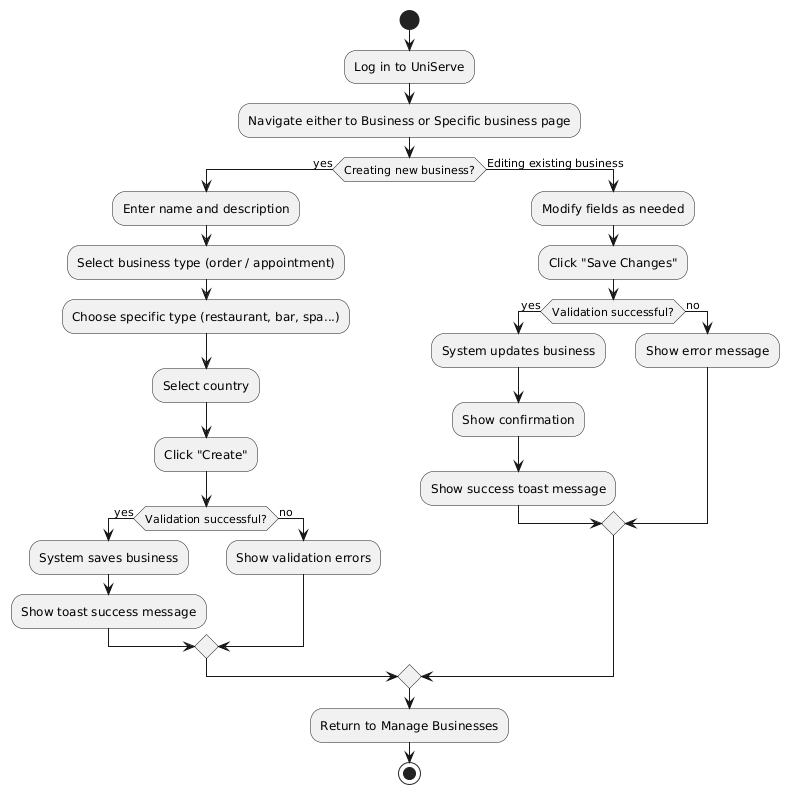 Log in to UniServe
Navigate either to Business or Specific business page
yes
Creating new business?
Editing existing business
Enter name and description
Select business type (order / appointment)
Choose specific type (restaurant, bar, spa...)
Select country
Click "Create"
yes
Validation successful?
no
System saves business
Show validation errors
Show toast success message
Modify fields as needed
Click "Save Changes"
yes
Validation successful?
no
System updates business
Show error message
Show confirmation
Show success toast message
Return to Manage Businesses